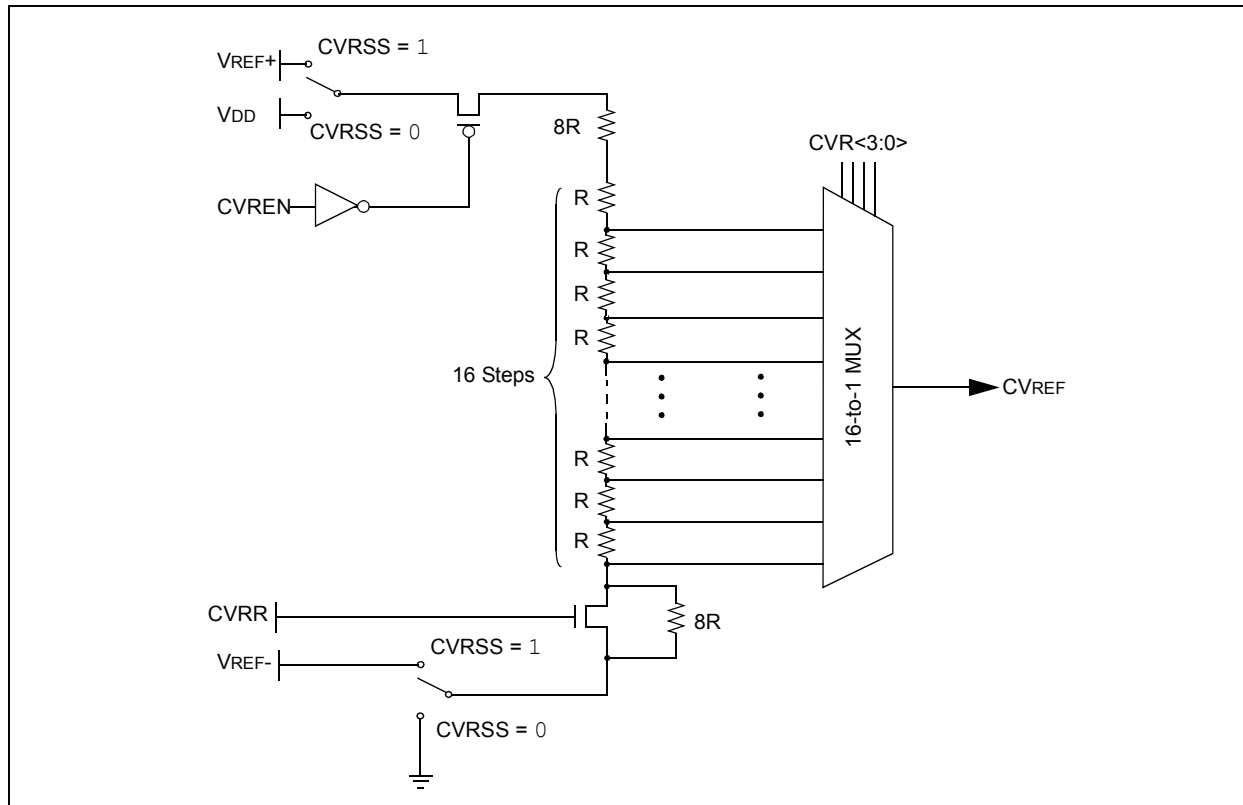 CVRSS = 1
VREF+
VDD
CVRSS = 0
8R
CVR<3:0>
CVREN
R
R
R
R
16 Steps
16-to-1 MUX
CVREF
R
R
R
CVRR
8R
CVRSS = 1
VREF-
CVRSS = 0